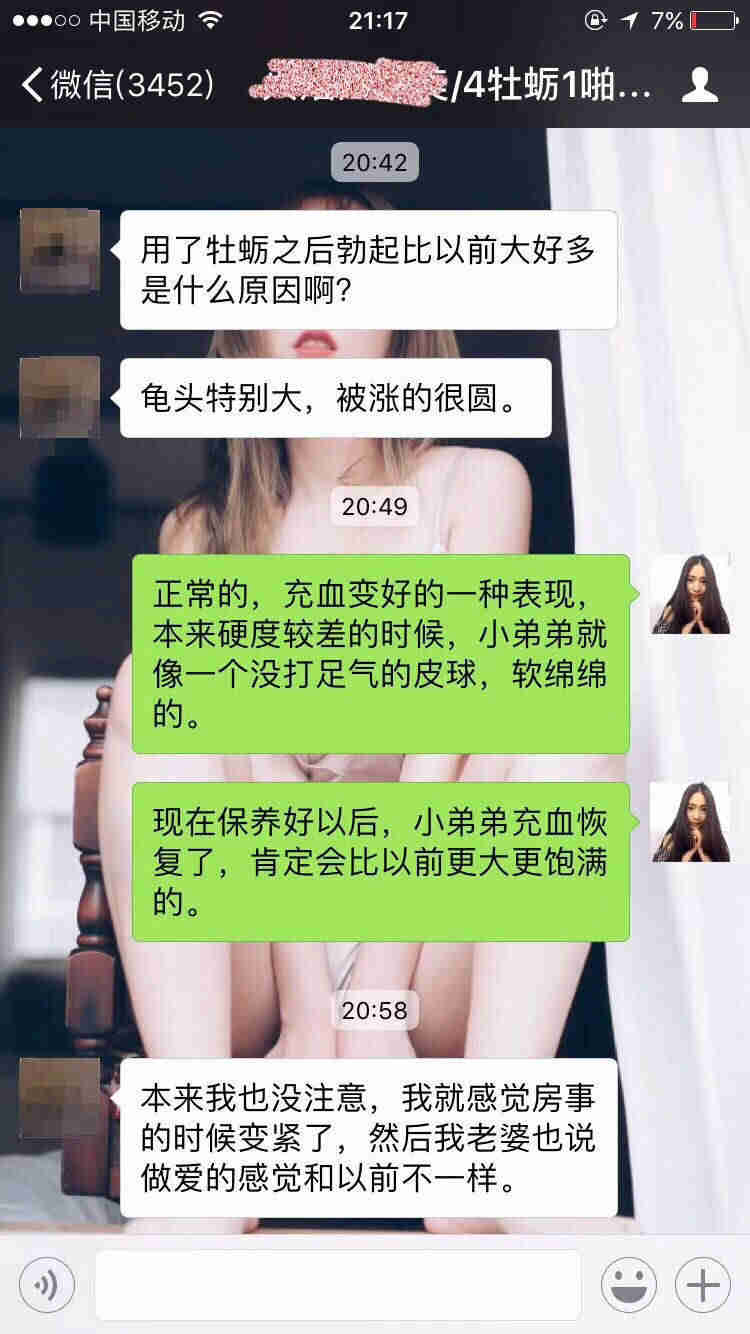 中国移动 21:17 7%
微信(3452) /4牡蛎1啪...
20:42
用了牡蛎之后勃起比以前大好多
是什么原因啊?
龟头特别大，被涨的很圆。
20:49
正常的，充血变好的一种表现，
本来硬度较差的时候，小弟弟就
像一个没打足气的皮球，软绵绵
的。
现在保养好以后，小弟弟充血恢
复了，肯定会比以前更大更饱满
的。
20:58
本来我也没注意，我就感觉房事
的时候变紧了，然后我老婆也说
做爱的感觉和以前不一样。